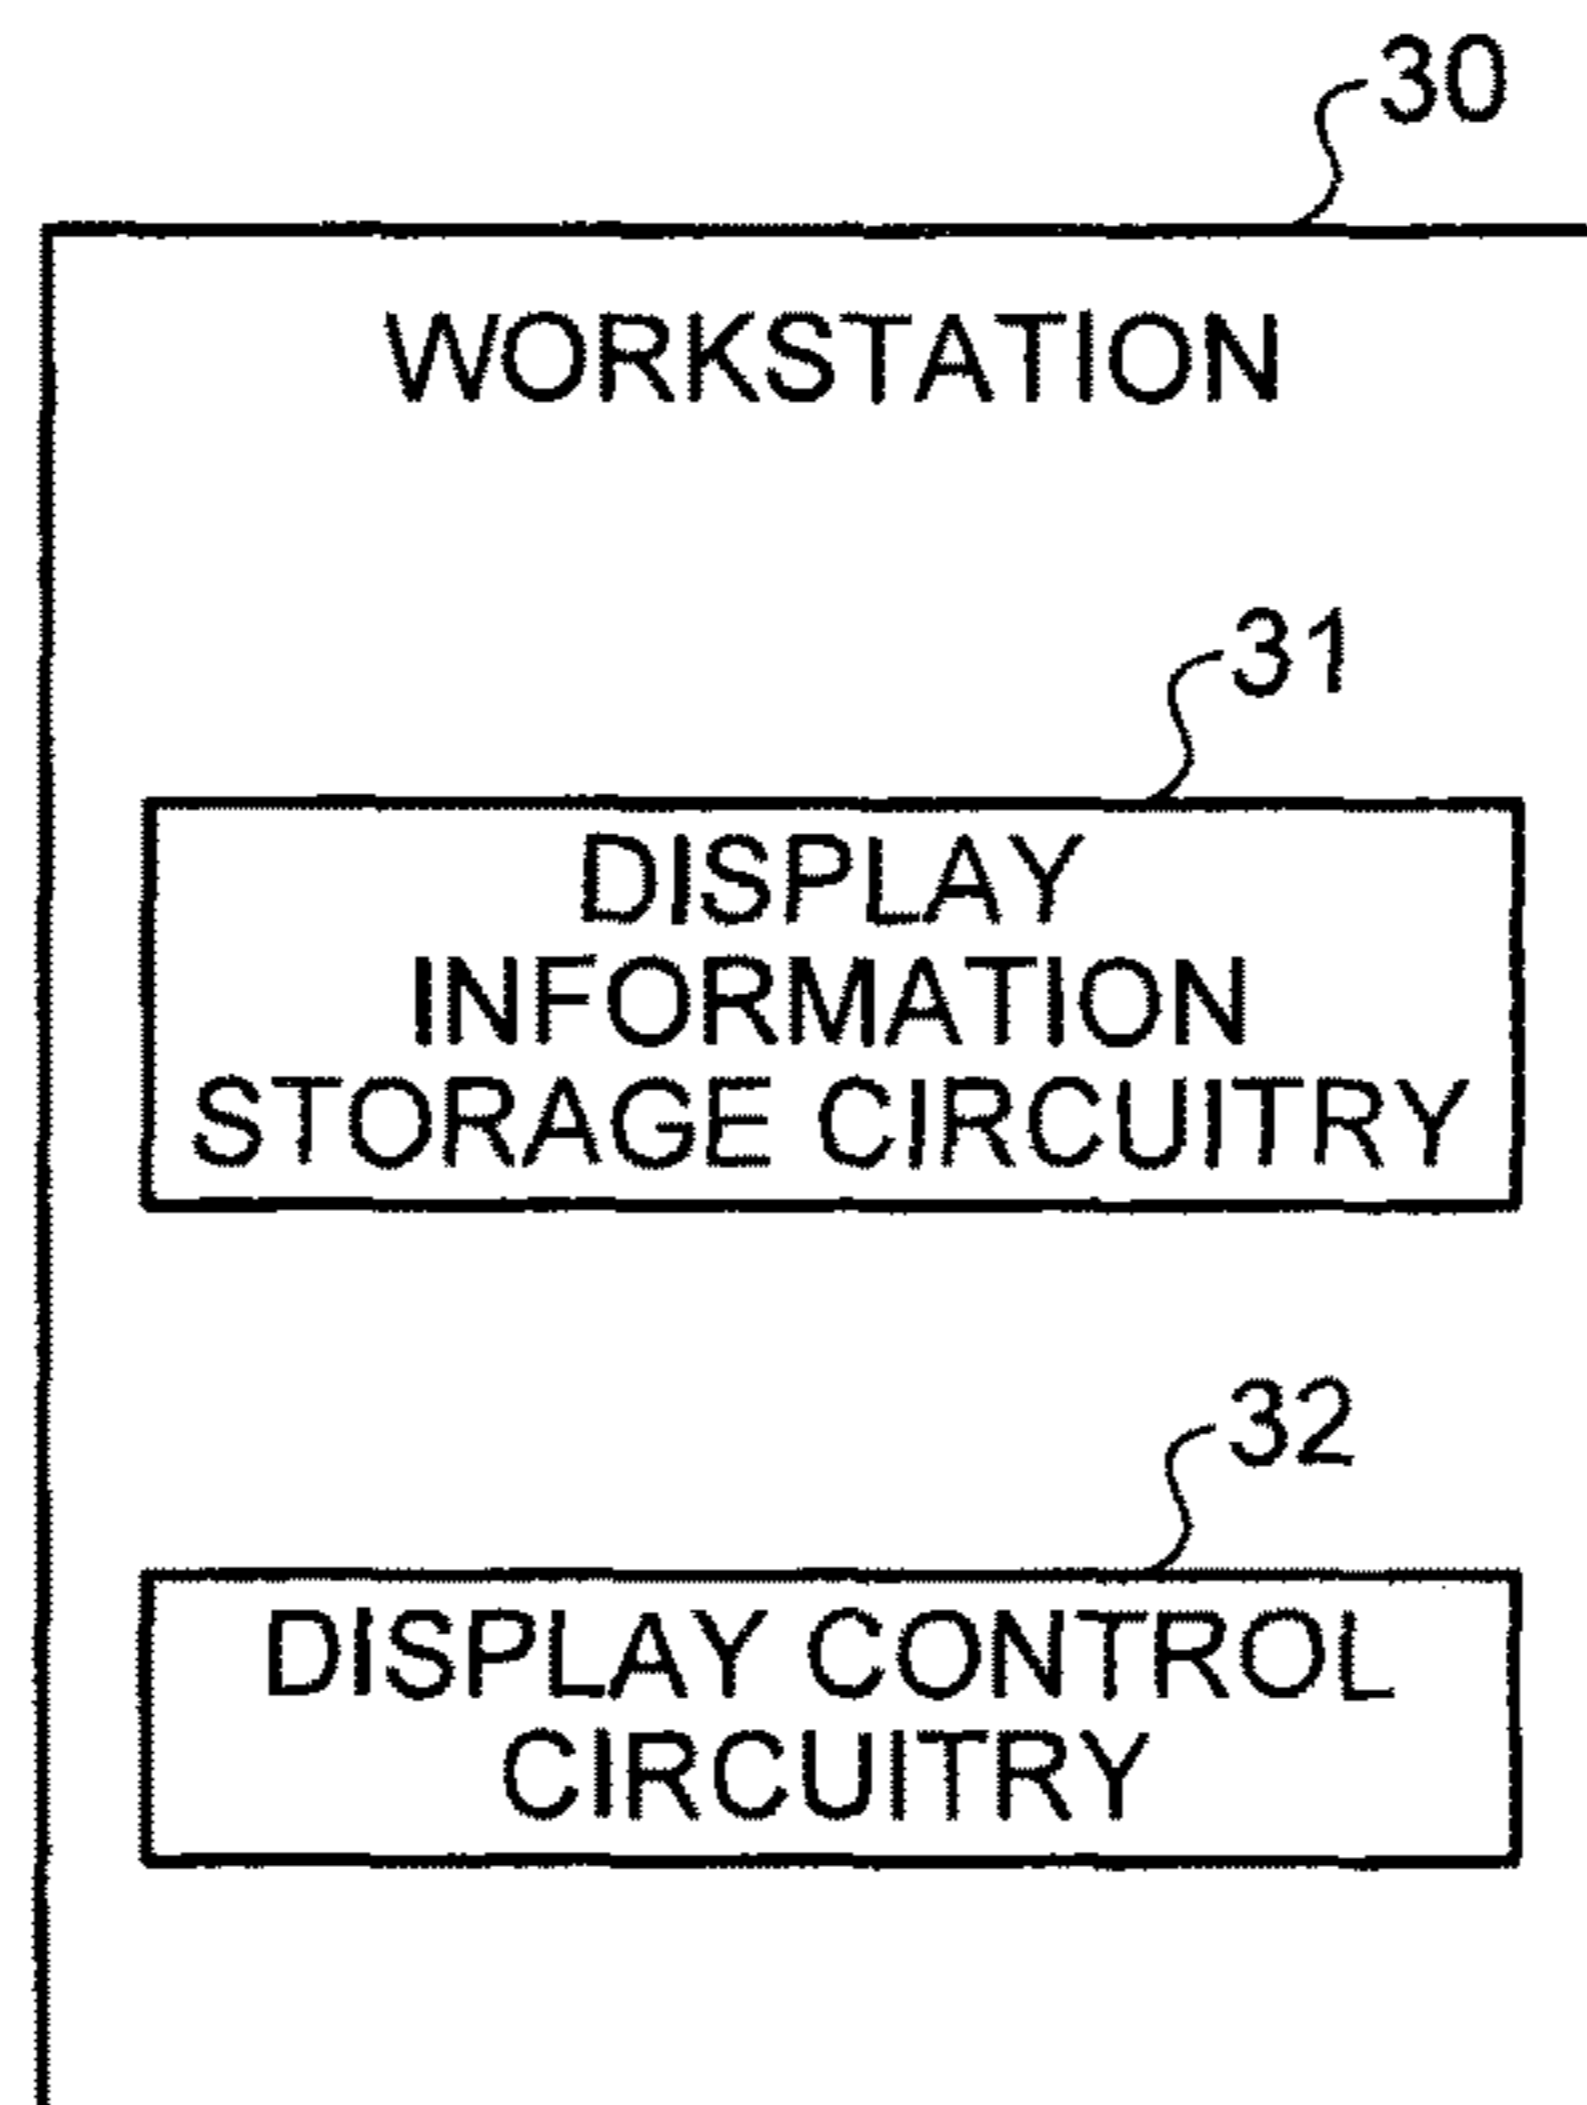 30
WORKSTATION
31
DISPLAY
INFORMATION
STORAGE CIRCUITRY
32
DISPLAY CONTROL
CIRCUITRY